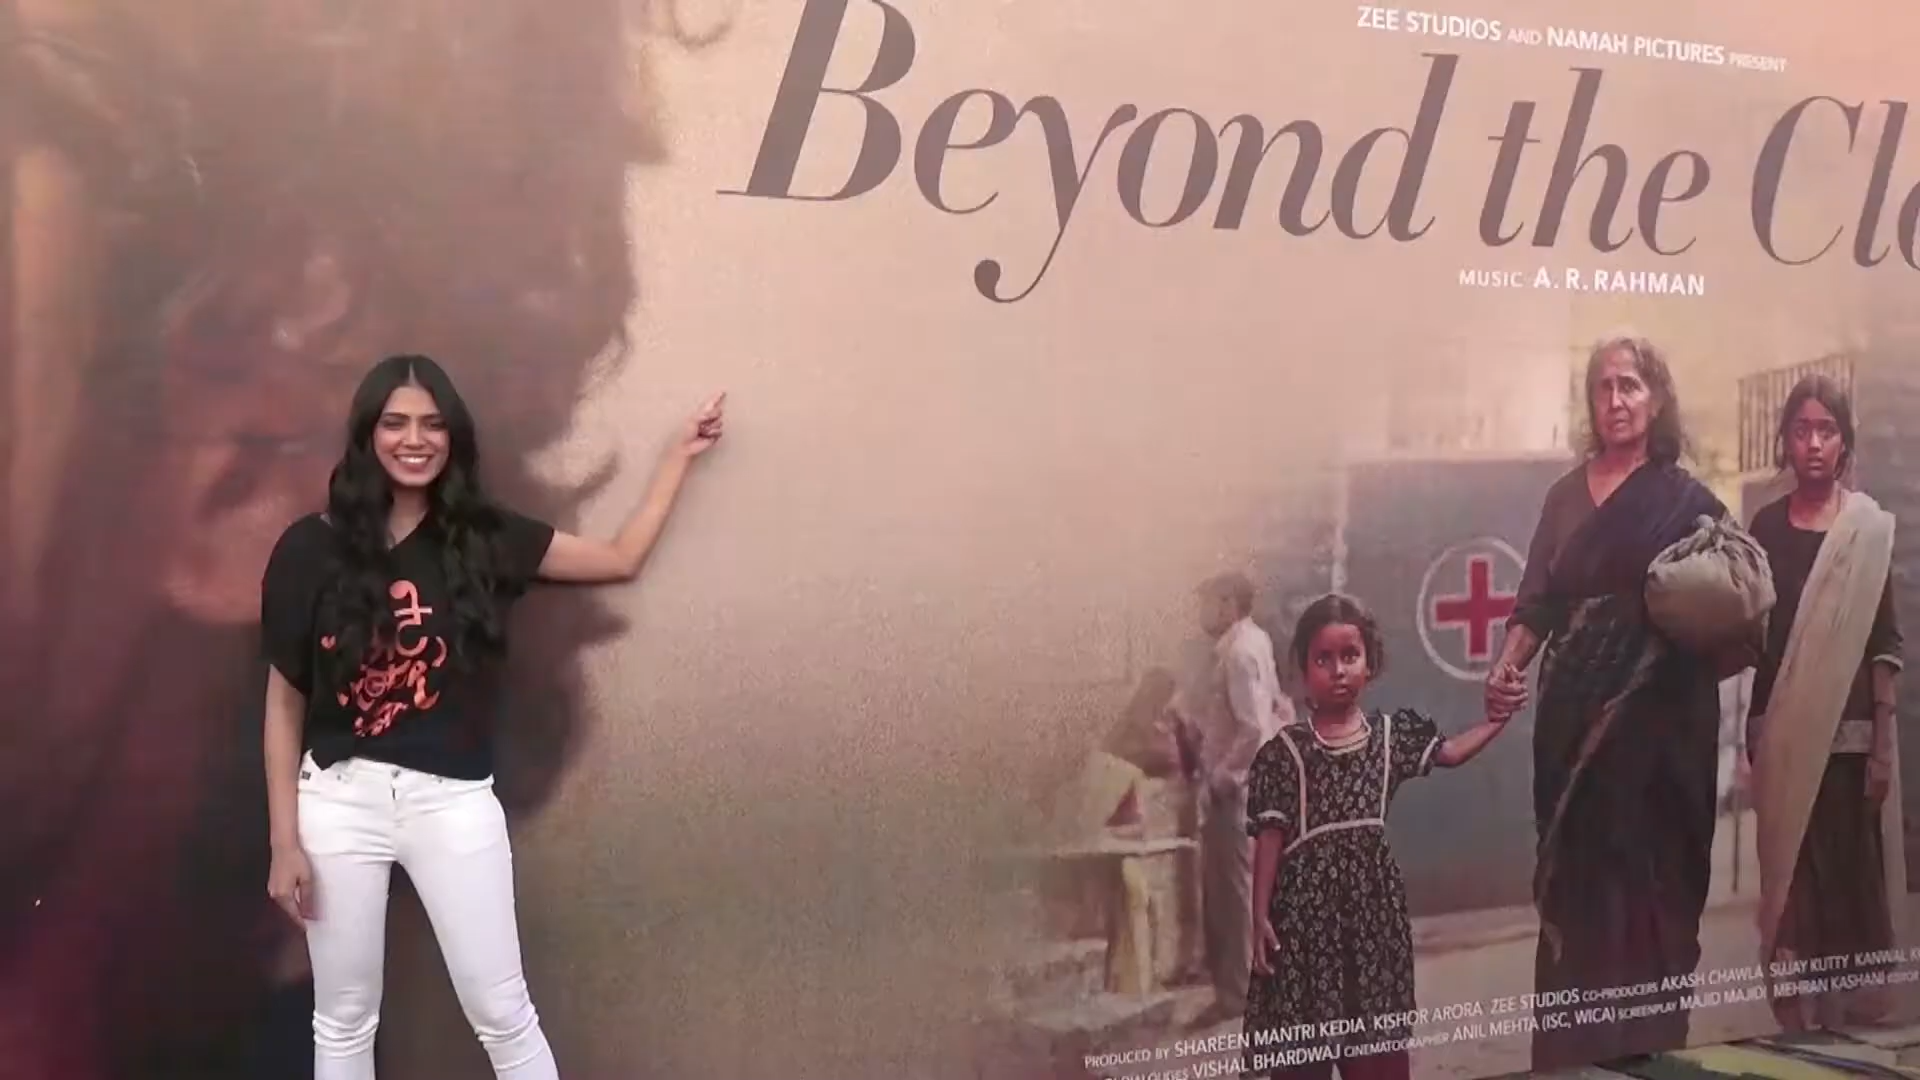 ZEE STUDIOS AND NAMAH PICTURES PRESENT
Beyond the Clo
MUSIC A. R. RAHMAN
PRODUCED BY SHAREEN MANTRI KEDIA KISHOR ARORA ZEE STUDIOS CO-PRODUCERS AKASH CHAWLA SUJAY KUTTY KANWAL K
VISHAL BHARDWAJ CINEMATOGRAPHER ANIL MEHTA (ISC, WICA) SCREENPLAY MAJID MAJIDI MEHRAN KASHANI EDITOR